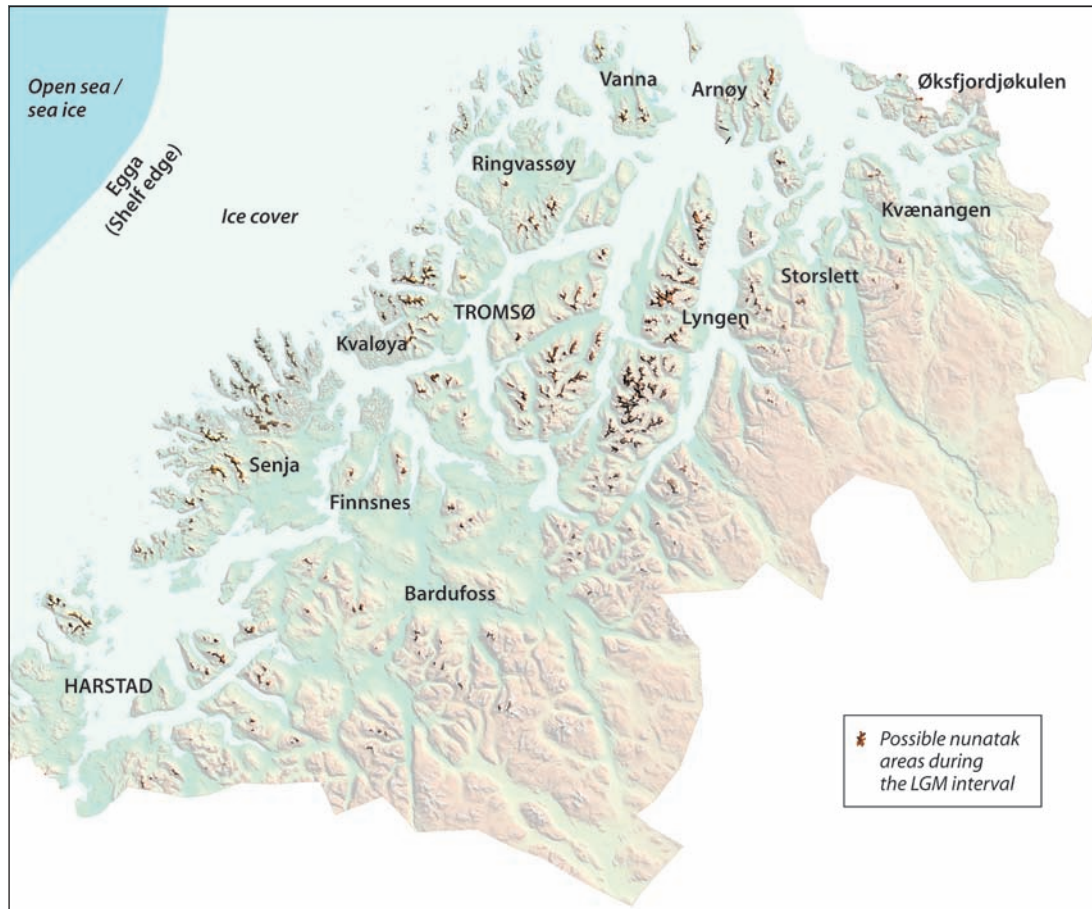 Open sea /
sea ice
Egga
(Shelf edge)
Ice cover
Vanna
Arnøy
Øksfjordjøkulen
Ringvassøy
Kvænangen
Storslett
TROMSØ
Lyngen
Kvaløya
Senja
Finnsnes
Bardufoss
HARSTAD
Possible nunatak
areas during
the LGM interval